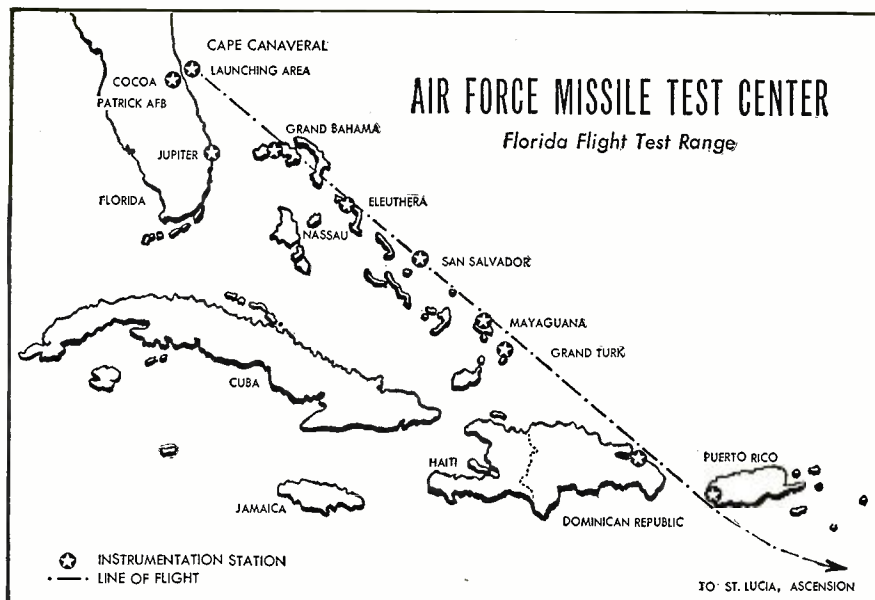 CAPE CANAVERAL
LAUNCHING AREA
COCOA
PATRICK AFB
AIR FORCE MISSILE TEST CENTER
Florida Flight Test Range
GRAND BAHAMA
JUPITER
FLORIDA
ELEUTHERA
NASSAU
SAN SALVADOR
MAYAGUANA
GRAND TURK
CUBA
HAITI
PUERTO RICO
JAMAICA
DOMINICAN REPUBLIC
INSTRUMENTATION STATION
LINE OF FLIGHT
TO ST. LUCIA, ASCENSION